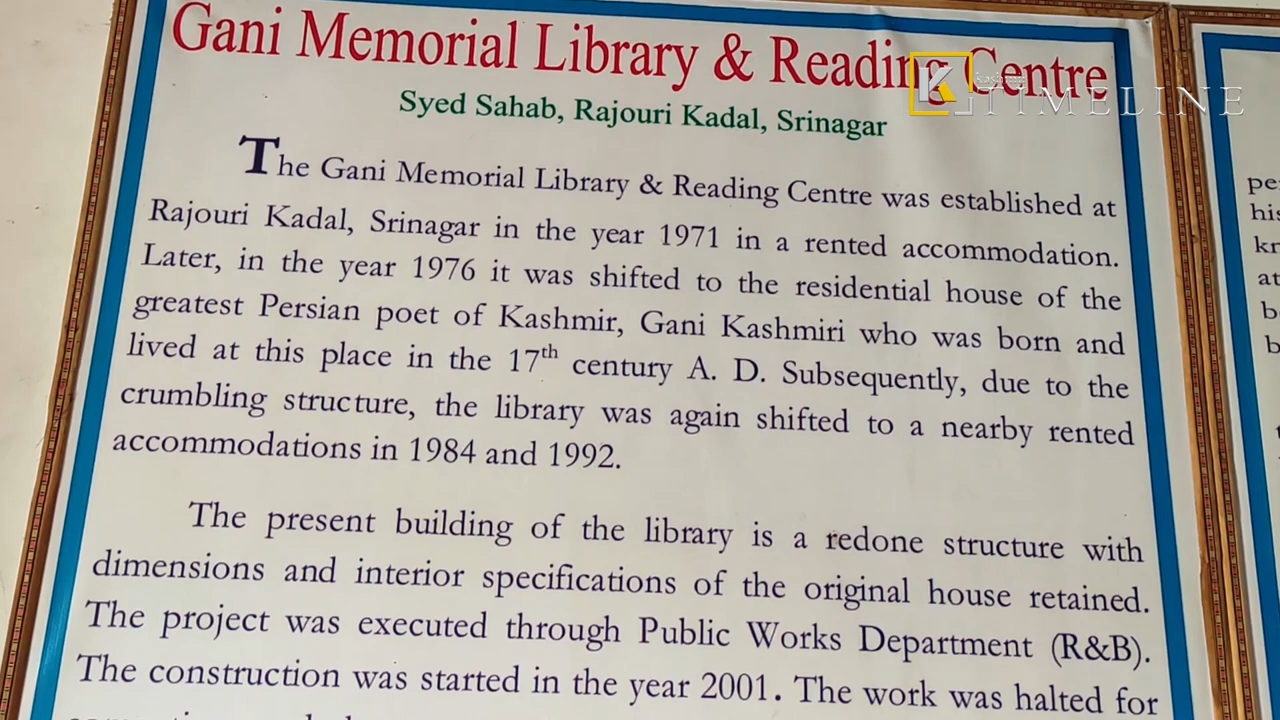 Gani Memorial Library & Reading Centre
Syed Sahab, Rajouri Kadal, Srinagar
The Gani Memorial Library & Reading Centre was established at
Rajouri Kadal, Srinagar in the year 1971 in a rented accommodation.
Later, in the year 1976 it was shifted to the residential house of the
greatest Persian poet of Kashmir, Gani Kashmiri who was born and
lived at this place in the 17th century A. D. Subsequently, due to the
crumbling structure, the library was again shifted to a nearby rented
accommodations in 1984 and 1992.
The present building of the library is a redone structure with
dimensions and interior specifications of the original house retained.
The project was executed through Public Works Department (R&B).
The construction was started in the year 2001. The work was halted for
K kashmir
TIMELINE